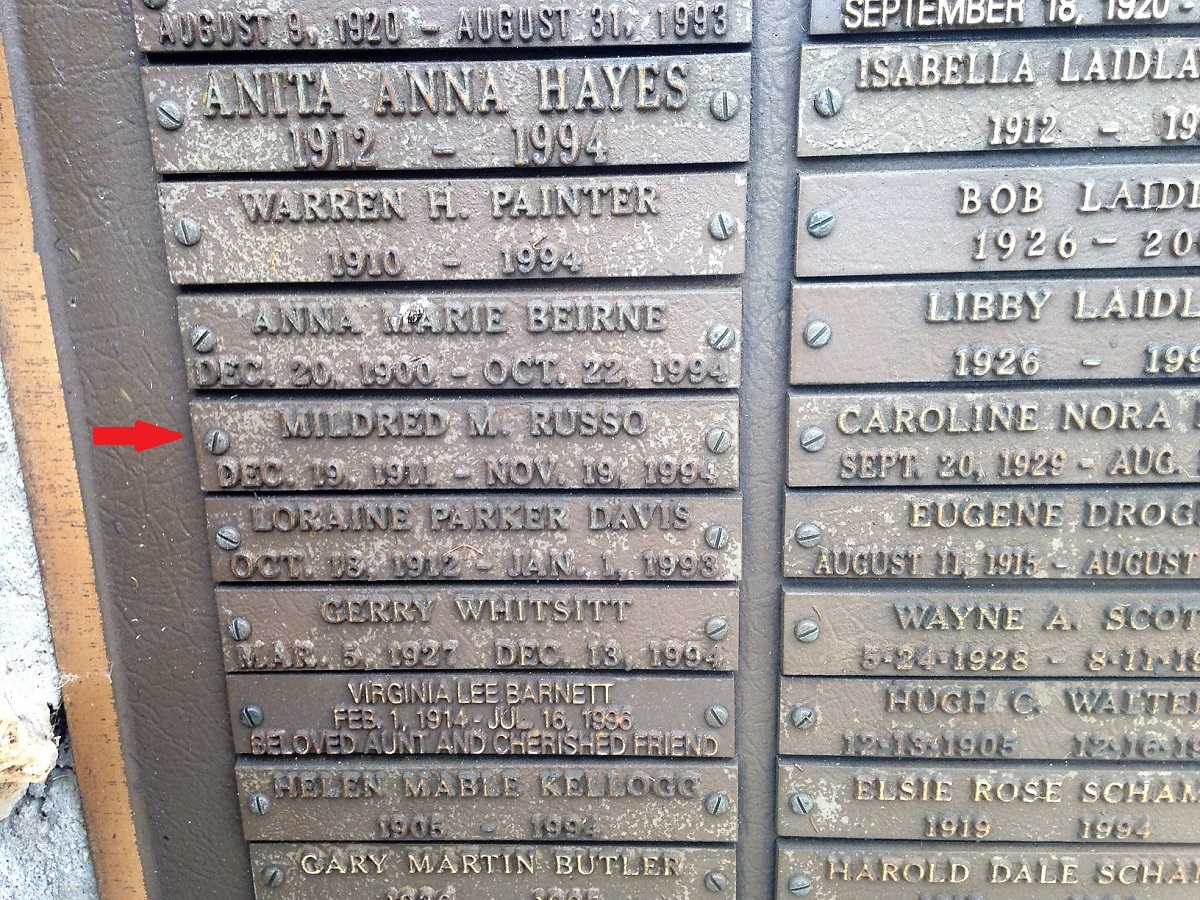 AUGUST 9, 1920 - AUGUST 31, 1993
ANITA ANNA HAYES
1912 - 1994
WARREN H. PAINTER
1910 - 1994
ANNA MARIE BEIRNE
DEC. 20, 1900 - OCT. 22, 1994
MILDRED M. RUSSO
DEC. 19, 1911 - NOV. 19, 1994
LORAINE PARKER DAVIS
OCT. 18, 1912 - JAN. 1, 1993
GERRY WHITSITT
MAR. 5, 1927 DEC. 13, 1994
VIRGINIA LEE BARNETT
FEB. 1, 1914 - JUL. 16, 1996
BELOVED AUNT AND CHERISHED FRIEND
HELEN MABLE KELLOGG
1905 - 1994
GARY MARTIN BUTLER
SEPTEMBER 18, 1920 -
ISABELLA
1912 -
BOB
1926 -
LIBBY
1926 -
CAROLINE NORA
SEPT. 20, 1929 - AUG.
EUGENE
AUGUST 11, 1915 - AUGUST
WAYNE A.
5-24-1928 -
HUGH C.
12-13-1905
ELSIE ROSE
1919 1994
HAROLD DALE